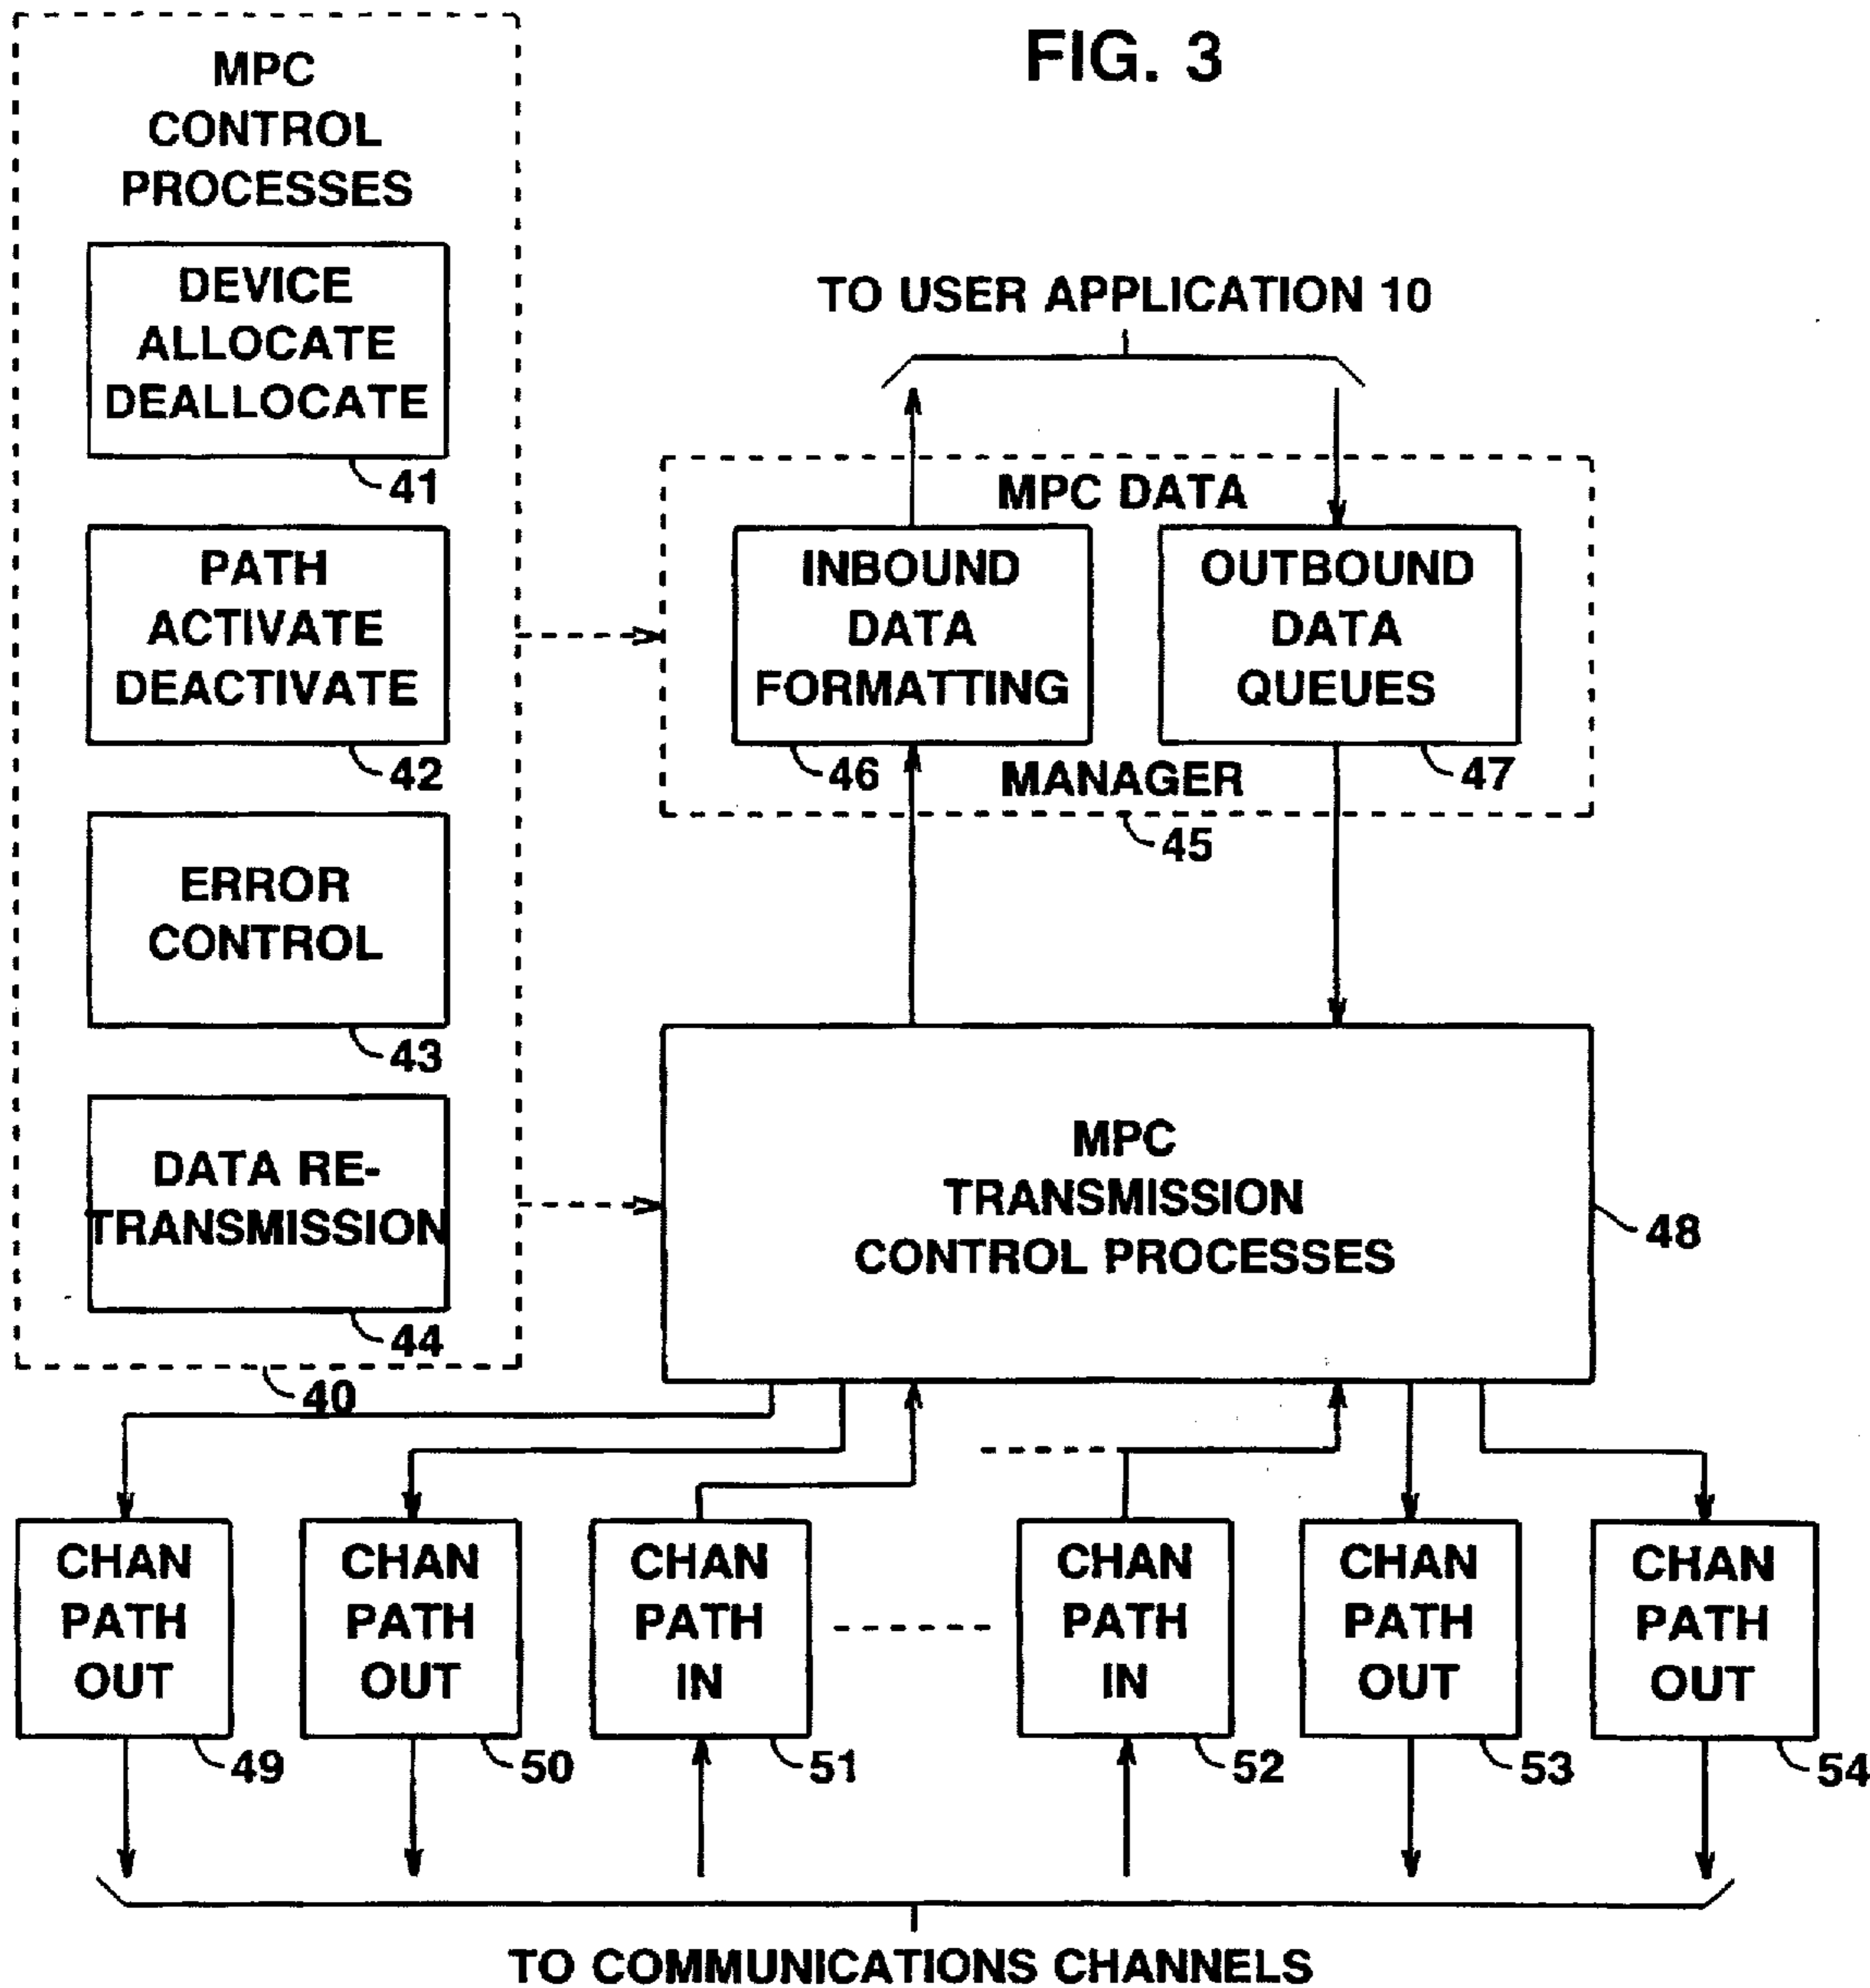 FIG. 3
MPC
CONTROL
PROCESSES
DEVICE
ALLOCATE
DEALLOCATE
41
PATH
ACTIVATE
DEACTIVATE
42
ERROR
CONTROL
43
DATA RE-
TRANSMISSION
44
40
TO USER APPLICATION 10
MPC DATA
INBOUND
DATA
FORMATTING
46
OUTBOUND
DATA
QUEUES
47
MANAGER
45
MPC
TRANSMISSION
CONTROL PROCESSES
48
CHAN
PATH
OUT
49
CHAN
PATH
OUT
50
CHAN
PATH
IN
51
CHAN
PATH
IN
52
CHAN
PATH
OUT
53
CHAN
PATH
OUT
54
TO COMMUNICATIONS CHANNELS